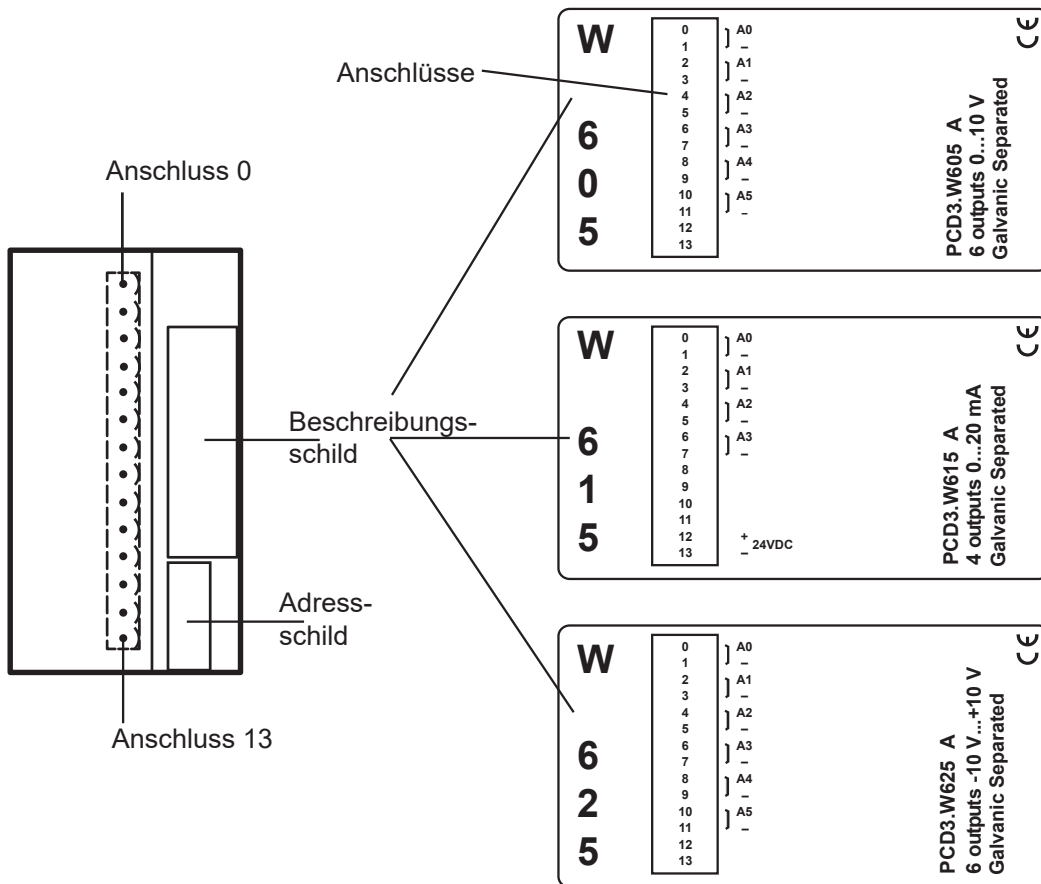 Anschluss 0
Anschluss 13
Anschlüsse
Beschreibungs-
schild
Adress-
schild
W
6
0
5
0 A0
1 –
2 A1
3 –
4 A2
5 –
6 A3
7 –
8 A4
9 –
10 A5
11 –
12
13
PCD3.W605 A
6 outputs 0...10 V
Galvanic Separated
CE
W
6
1
5
0 A0
1 –
2 A1
3 –
4 A2
5 –
6 A3
7 –
8
9
10
11
12 +
13 – 24VDC
PCD3.W615 A
4 outputs 0...20 mA
Galvanic Separated
CE
W
6
2
5
0 A0
1 –
2 A1
3 –
4 A2
5 –
6 A3
7 –
8 A4
9 –
10 A5
11 –
12
13
PCD3.W625 A
6 outputs -10 V...+10 V
Galvanic Separated
CE